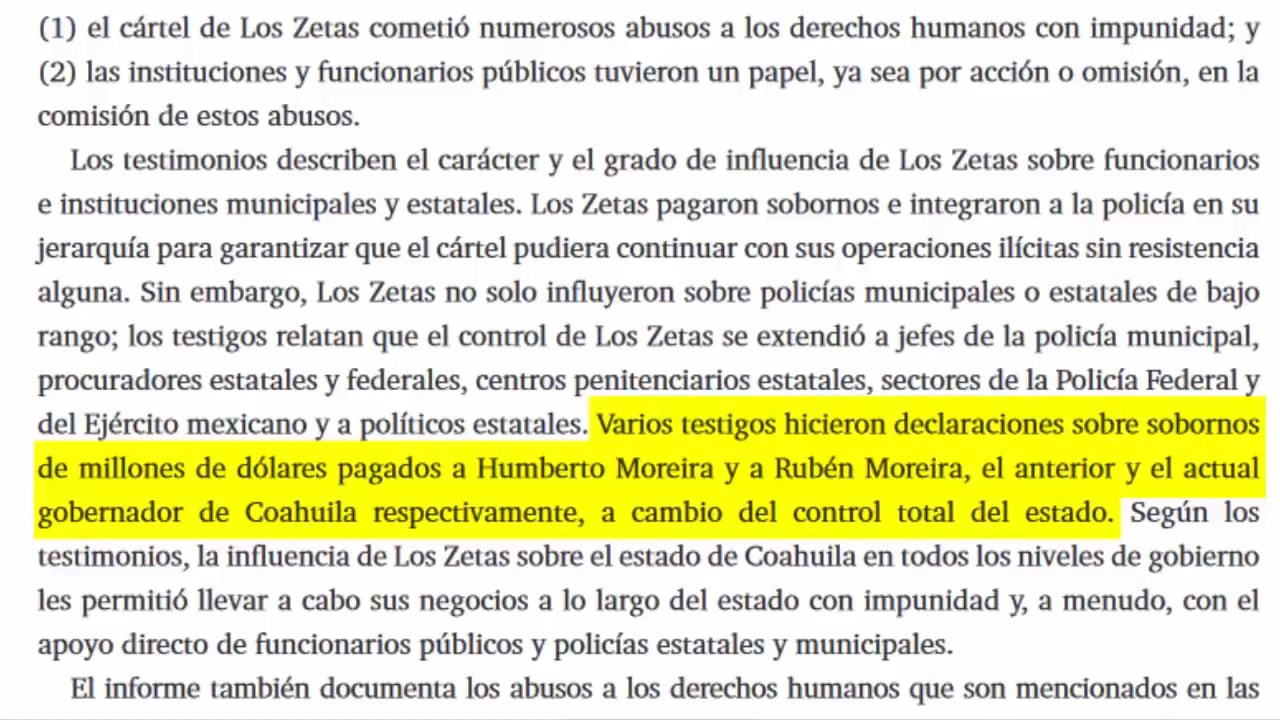 (1) el cártel de Los Zetas cometió numerosos abusos a los derechos humanos con impunidad; y
(2) las instituciones y funcionarios públicos tuvieron un papel, ya sea por acción o omisión, en la
comisión de estos abusos.
Los testimonios describen el carácter y el grado de influencia de Los Zetas sobre funcionarios
e instituciones municipales y estatales. Los Zetas pagaron sobornos e integraron a la policía en su
jerarquía para garantizar que el cártel pudiera continuar con sus operaciones ilícitas sin resistencia
alguna. Sin embargo, Los Zetas no solo influyeron sobre policías municipales o estatales de bajo
rango; los testigos relatan que el control de Los Zetas se extendió a jefes de la policía municipal,
procuradores estatales y federales, centros penitenciarios estatales, sectores de la Policía Federal y
del Ejército mexicano y a políticos estatales. Varios testigos hicieron declaraciones sobre sobornos
de millones de dólares pagados a Humberto Moreira y a Rubén Moreira, el anterior y el actual
gobernador de Coahuila respectivamente, a cambio del control total del estado. Según los
testimonios, la influencia de Los Zetas sobre el estado de Coahuila en todos los niveles de gobierno
les permitió llevar a cabo sus negocios a lo largo del estado con impunidad y, a menudo, con el
apoyo directo de funcionarios públicos y policías estatales y municipales.
El informe también documenta los abusos a los derechos humanos que son mencionados en las